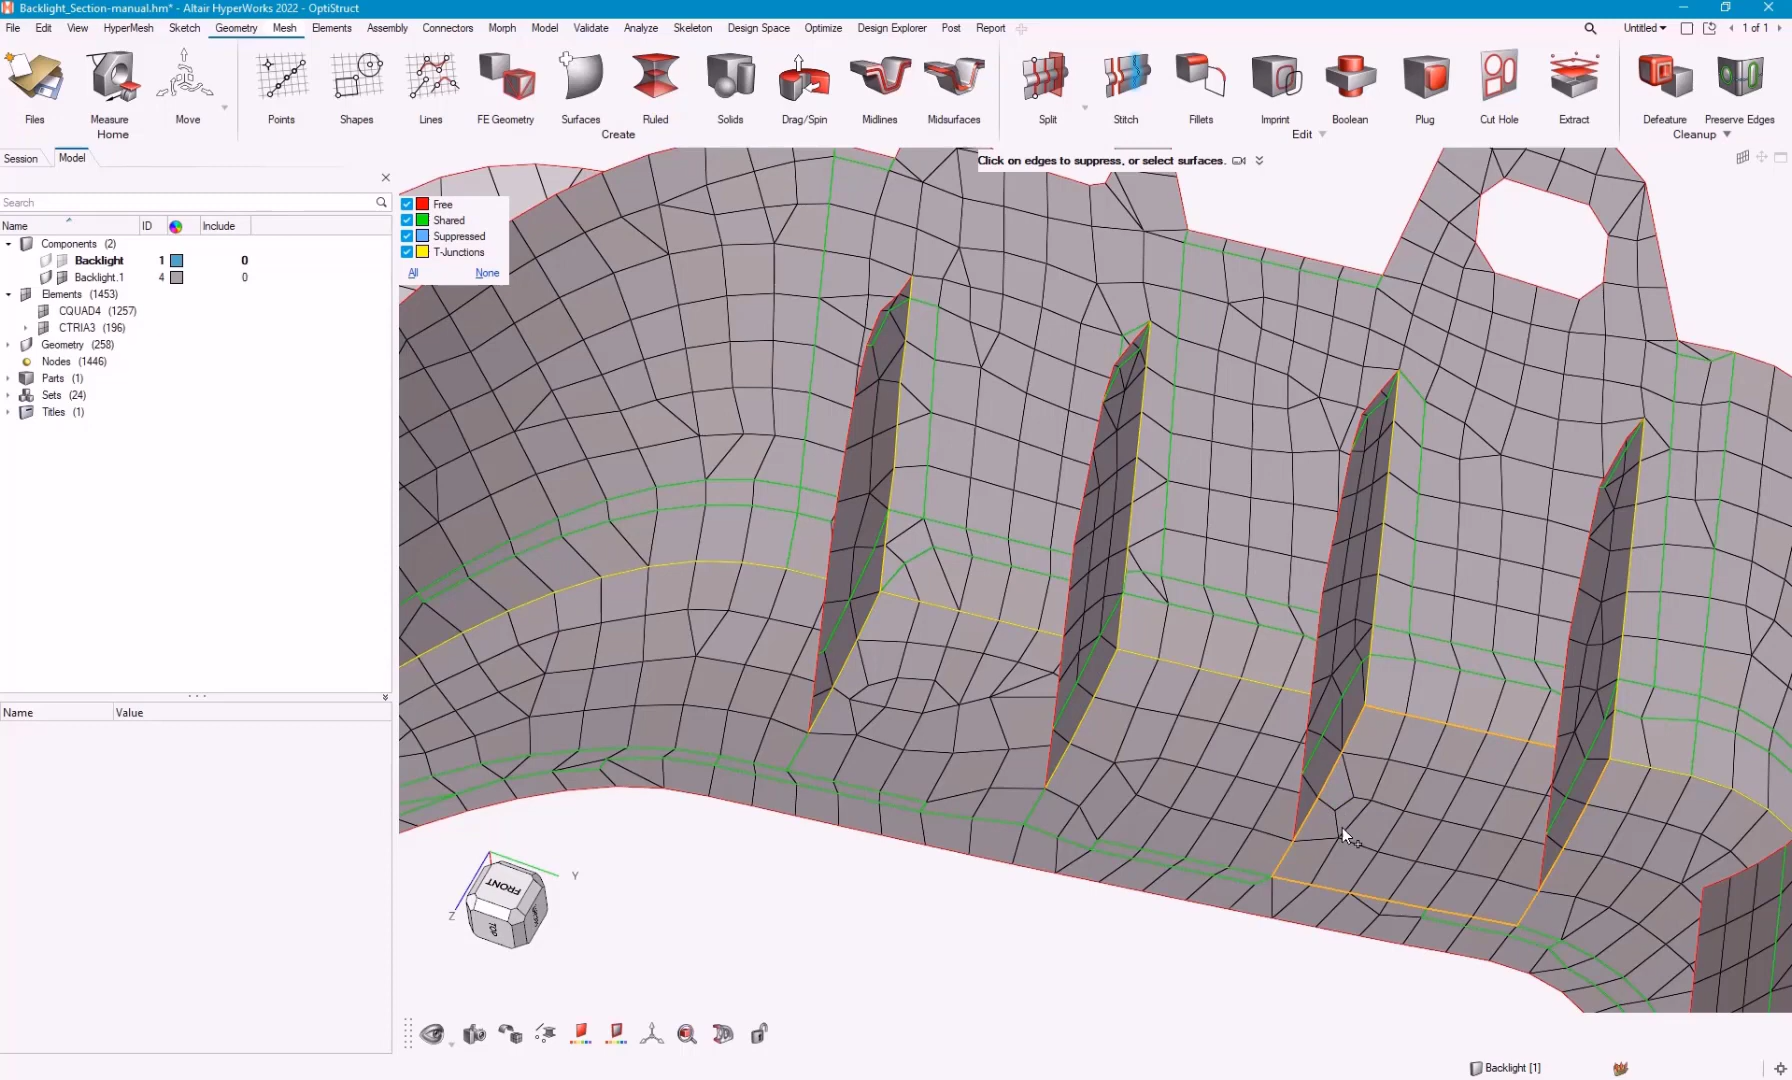 Backlight_Section-manual.hm* - Altair HyperWorks 2022 - OptiStruct
File Edit View HyperMesh Sketch Geometry Mesh Elements Assembly Connectors Morph Model Validate Analyze Skeleton Design Space Optimize Design Explorer Post Report Untitled 1 of 1
Files Measure Move Points Shapes Lines FE Geometry Surfaces Ruled Solids Drag/Spin Midlines Midsurfaces Split Stitch Fillets Imprint Boolean Plug Cut Hole Extract Defeature Preserve Edges
Home Create Edit Cleanup
Session Model
Click on edges to suppress, or select surfaces.
Search
Name ID Include
Components (2)
Backlight 1 0
Backlight.1 4 0
Elements (1453)
CQUAD4 (1257)
CTRIA3 (196)
Geometry (258)
Nodes (1446)
Parts (1)
Sets (24)
Titles (1)
Free
Shared
Suppressed
T-Junctions
All None
Name Value
FRONT
TOP
Y
Z
Backlight [1]